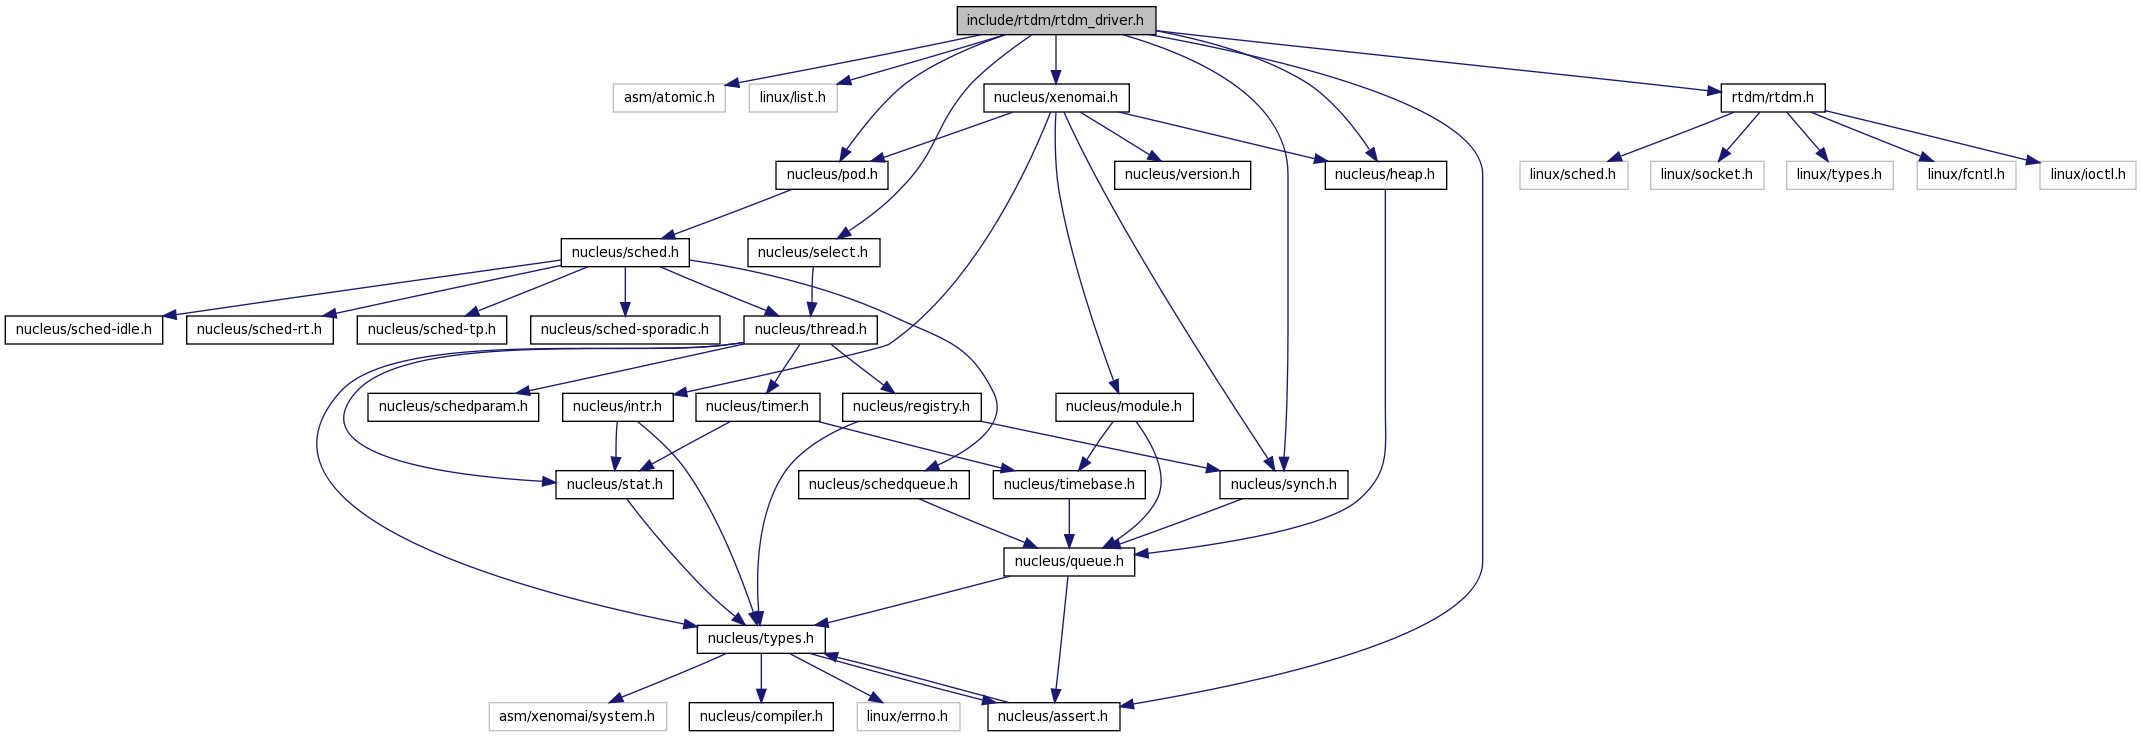 include/rtdm/rtdm_driver.h
asm/atomic.h
linux/list.h
nucleus/xenomai.h
rtdm/rtdm.h
nucleus/pod.h
nucleus/version.h
nucleus/heap.h
linux/sched.h
linux/socket.h
linux/types.h
linux/fcntl.h
linux/ioctl.h
nucleus/sched.h
nucleus/select.h
nucleus/sched-idle.h
nucleus/sched-rt.h
nucleus/sched-tp.h
nucleus/sched-sporadic.h
nucleus/thread.h
nucleus/schedparam.h
nucleus/intr.h
nucleus/timer.h
nucleus/registry.h
nucleus/module.h
nucleus/stat.h
nucleus/schedqueue.h
nucleus/timebase.h
nucleus/synch.h
nucleus/queue.h
nucleus/types.h
asm/xenomai/system.h
nucleus/compiler.h
linux/errno.h
nucleus/assert.h